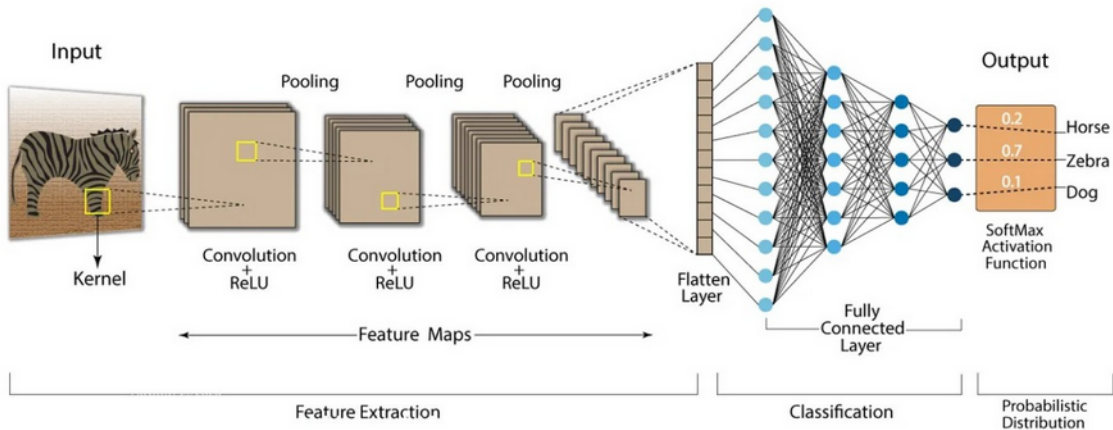 Input
Output
Pooling
Pooling
Pooling
0.2
Horse
0.7
Zebra
0.1
Dog
Kernel
Convolution
+
ReLU
Convolution
+
ReLU
Convolution
+
ReLU
Flatten
Layer
SoftMax
Activation
Function
Feature Maps
Fully
Connected
Layer
Feature Extraction
Classification
Probabilistic
Distribution